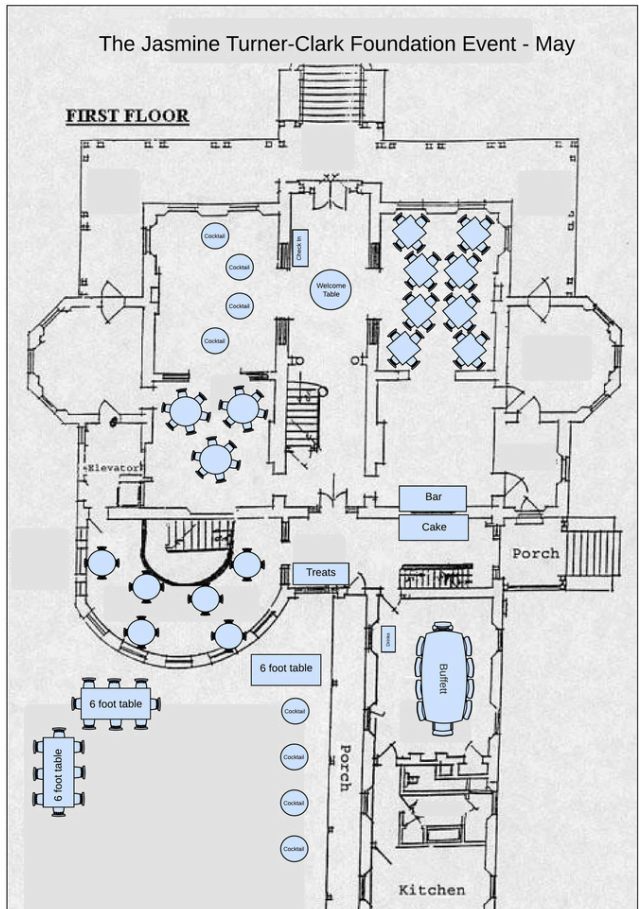 The Jasmine Turner-Clark Foundation Event - May
FIRST FLOOR
Cocktail
Check In
Cocktail
Welcome
Table
Cocktail
Cocktail
Elevator
Bar
Cake
Porch
Treats
Drinks
6 foot table
Buffett
6 foot table
Cocktail
6 foot table
Cocktail
Porch
Cocktail
Cocktail
Kitchen